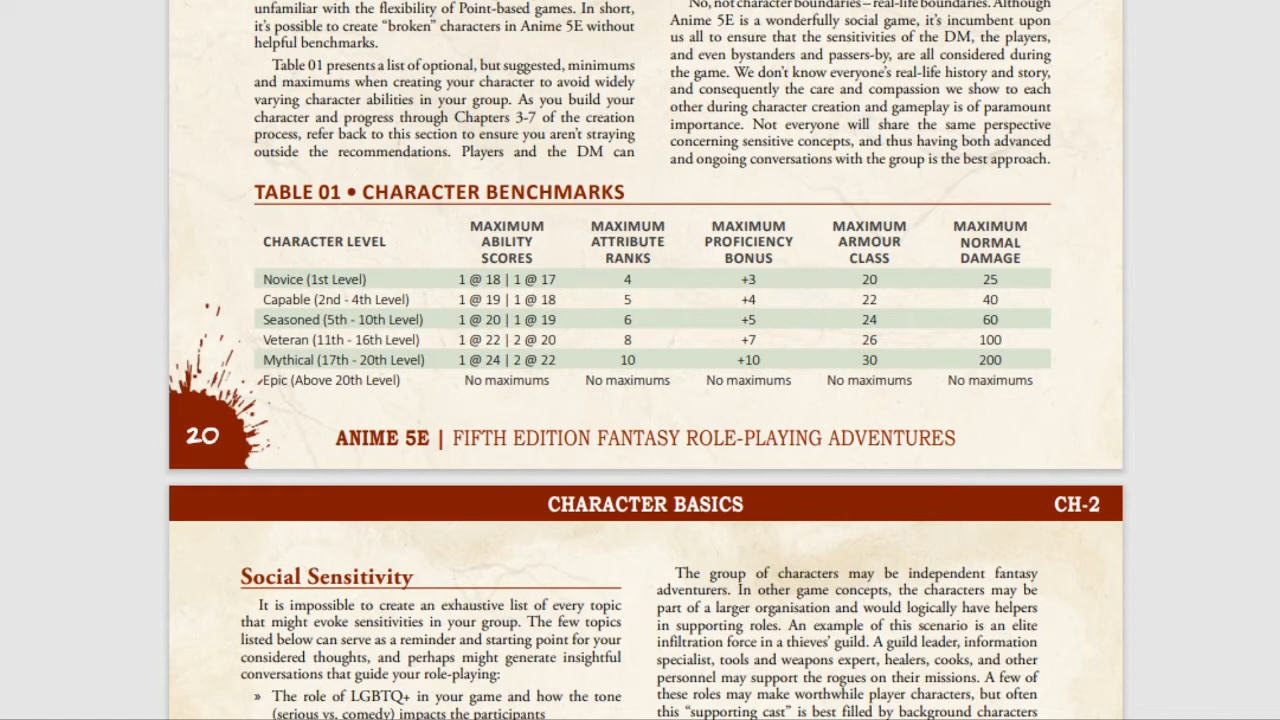 unfamiliar with the flexibility of Point-based games. In short,
it's possible to create “broken” characters in Anime 5E without
helpful benchmarks.
Table 01 presents a list of optional, but suggested, minimums
and maximums when creating your character to avoid widely
varying character abilities in your group. As you build your
character and progress through Chapters 3-7 of the creation
process, refer back to this section to ensure you aren't straying
outside the recommendations. Players and the DM can
No, not character boundaries – real-life boundaries. Although
Anime 5E is a wonderfully social game, it's incumbent upon
us all to ensure that the sensitivities of the DM, the players,
and even bystanders and passers-by, are all considered during
the game. We don't know everyone's real-life history and story,
and consequently the care and compassion we show to each
other during character creation and gameplay is of paramount
importance. Not everyone will share the same perspective
concerning sensitive concepts, and thus having both advanced
and ongoing conversations with the group is the best approach.
TABLE 01 • CHARACTER BENCHMARKS
CHARACTER LEVEL MAXIMUM ABILITY SCORES MAXIMUM ATTRIBUTE RANKS MAXIMUM PROFICIENCY BONUS MAXIMUM ARMOUR CLASS MAXIMUM NORMAL DAMAGE
Novice (1st Level) 1 @ 18 | 1 @ 17 4 +3 20 25
Capable (2nd - 4th Level) 1 @ 19 | 1 @ 18 5 +4 22 40
Seasoned (5th - 10th Level) 1 @ 20 | 1 @ 19 6 +5 24 60
Veteran (11th - 16th Level) 1 @ 22 | 2 @ 20 8 +7 26 100
Mythical (17th - 20th Level) 1 @ 24 | 2 @ 22 10 +10 30 200
Epic (Above 20th Level) No maximums No maximums No maximums No maximums No maximums
20
ANIME 5E | FIFTH EDITION FANTASY ROLE-PLAYING ADVENTURES
CHARACTER BASICS
CH-2
Social Sensitivity
It is impossible to create an exhaustive list of every topic
that might evoke sensitivities in your group. The few topics
listed below can serve as a reminder and starting point for your
considered thoughts, and perhaps might generate insightful
conversations that guide your role-playing:
» The role of LGBTQ+ in your game and how the tone
(serious vs. comedy) impacts the participants
The group of characters may be independent fantasy
adventurers. In other game concepts, the characters may be
part of a larger organisation and would logically have helpers
in supporting roles. An example of this scenario is an elite
infiltration force in a thieves' guild. A guild leader, information
specialist, tools and weapons expert, healers, cooks, and other
personnel may support the rogues on their missions. A few of
these roles may make worthwhile player characters, but often
this “supporting cast” is best filled by background characters